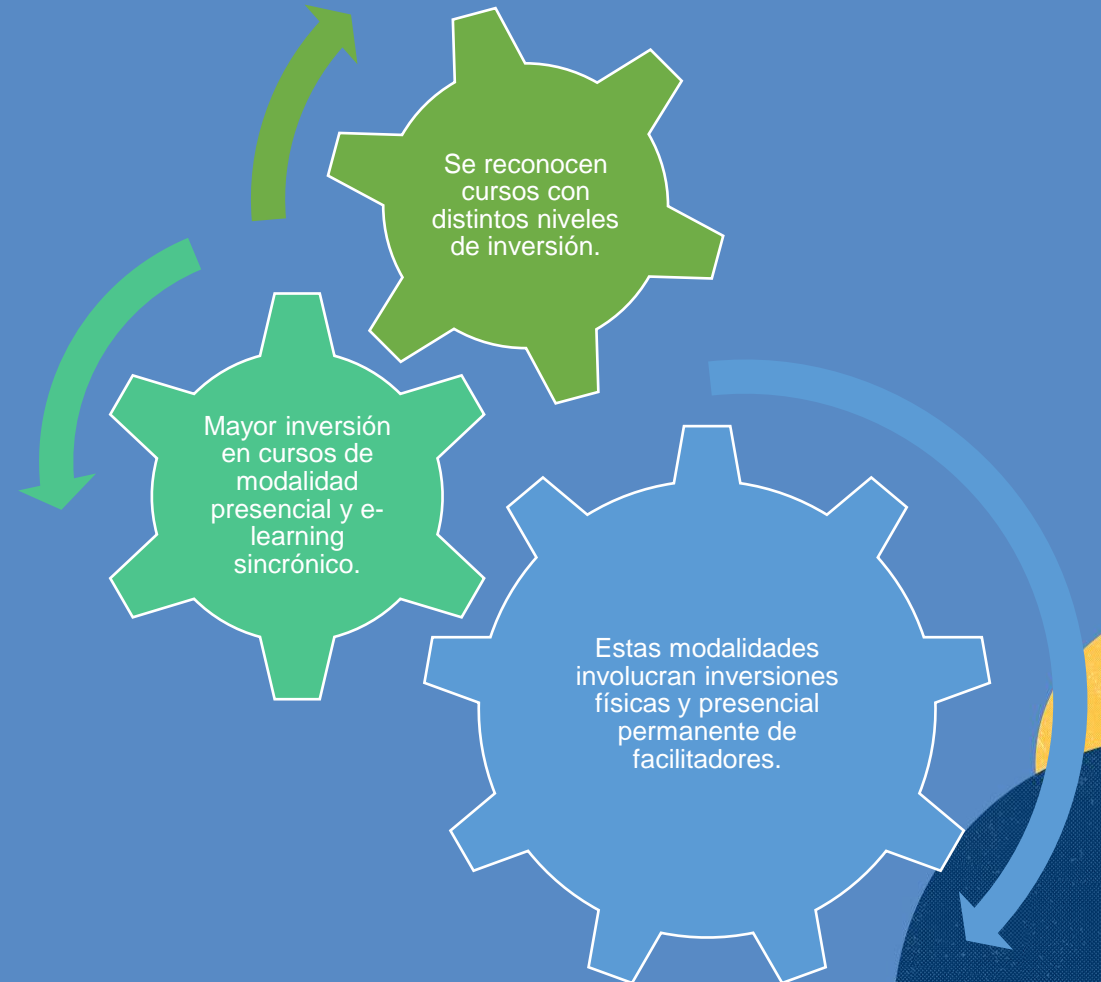 Se reconocen
cursos con
distintos niveles
de inversión.
Mayor inversión
en cursos de
modalidad
presencial y e-
learning
sincrónico.
Estas modalidades
involucran inversiones
físicas y presencial
permanente de
facilitadores.